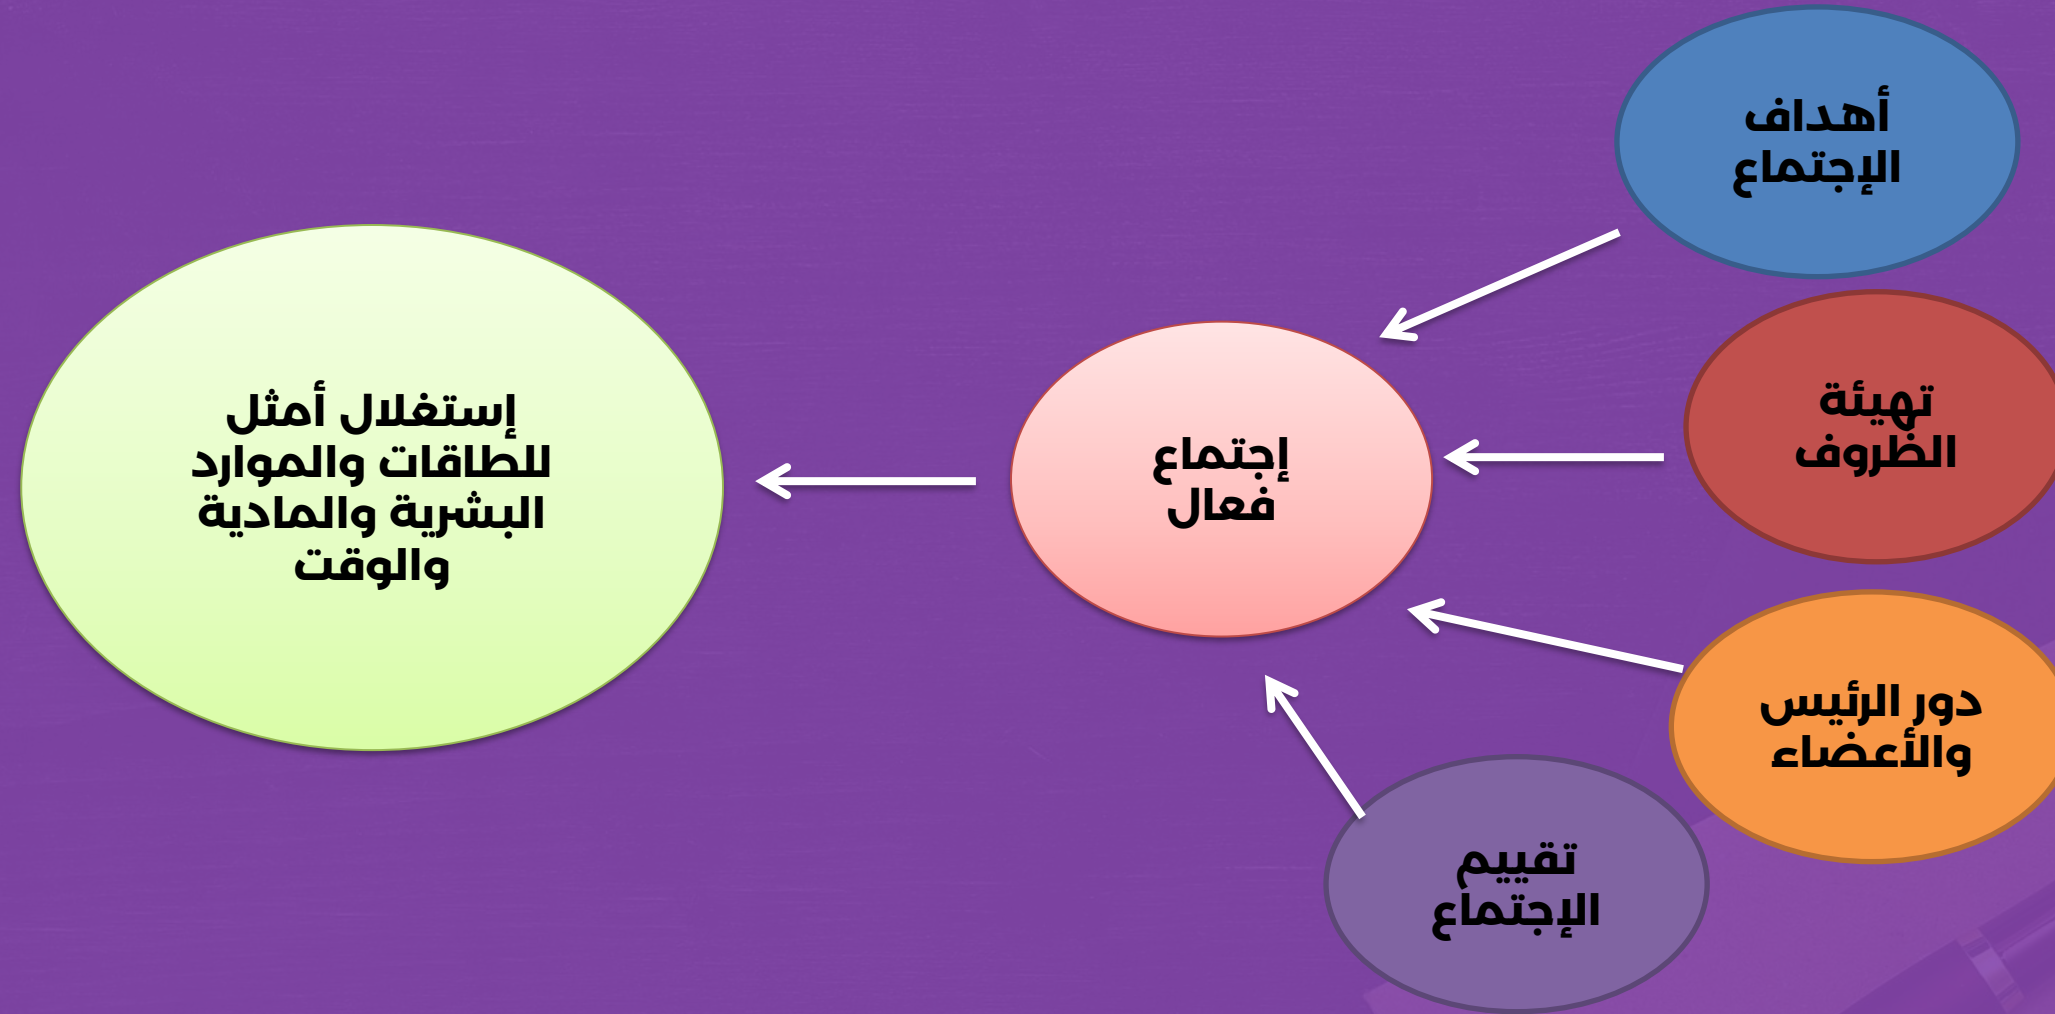 أهداف
الإجتماع
تهيئة
الظروف
دور الرئيس
والأعضاء
تقييم
الإجتماع
إجتماع
فعال
إستغلال أمثل
للطاقات والموارد
البشرية والمادية
والوقت